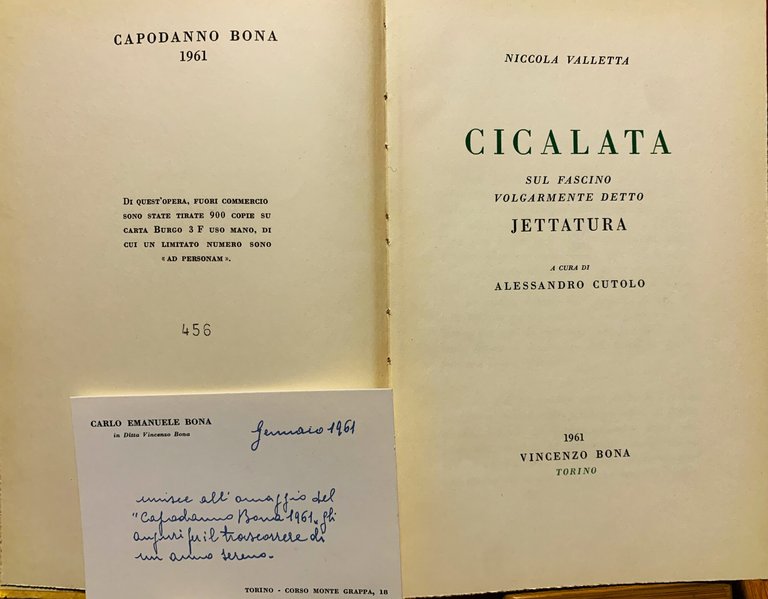 CAPODANNO BONA
1961
DI QUEST'OPERA, FUORI COMMERCIO
SONO STATE TIRATE 900 COPIE SU
CARTA BURGO 3 F USO MANO, DI
CUI UN LIMITATO NUMERO SONO
« AD PERSONAM ».
456
CARLO EMANUELE BONA
in Ditta Vincenzo Bona
Gennaio 1961
unisce all'omaggio del
"Capodanno Bona 1961" gli
auguri per il trascorrere di
un anno sereno.
TORINO - CORSO MONTE GRAPPA, 18
NICCOLA VALLETTA
CICALATA
SUL FASCINO
VOLGARMENTE DETTO
JETTATURA
A CURA DI
ALESSANDRO CUTOLO
1961
VINCENZO BONA
TORINO